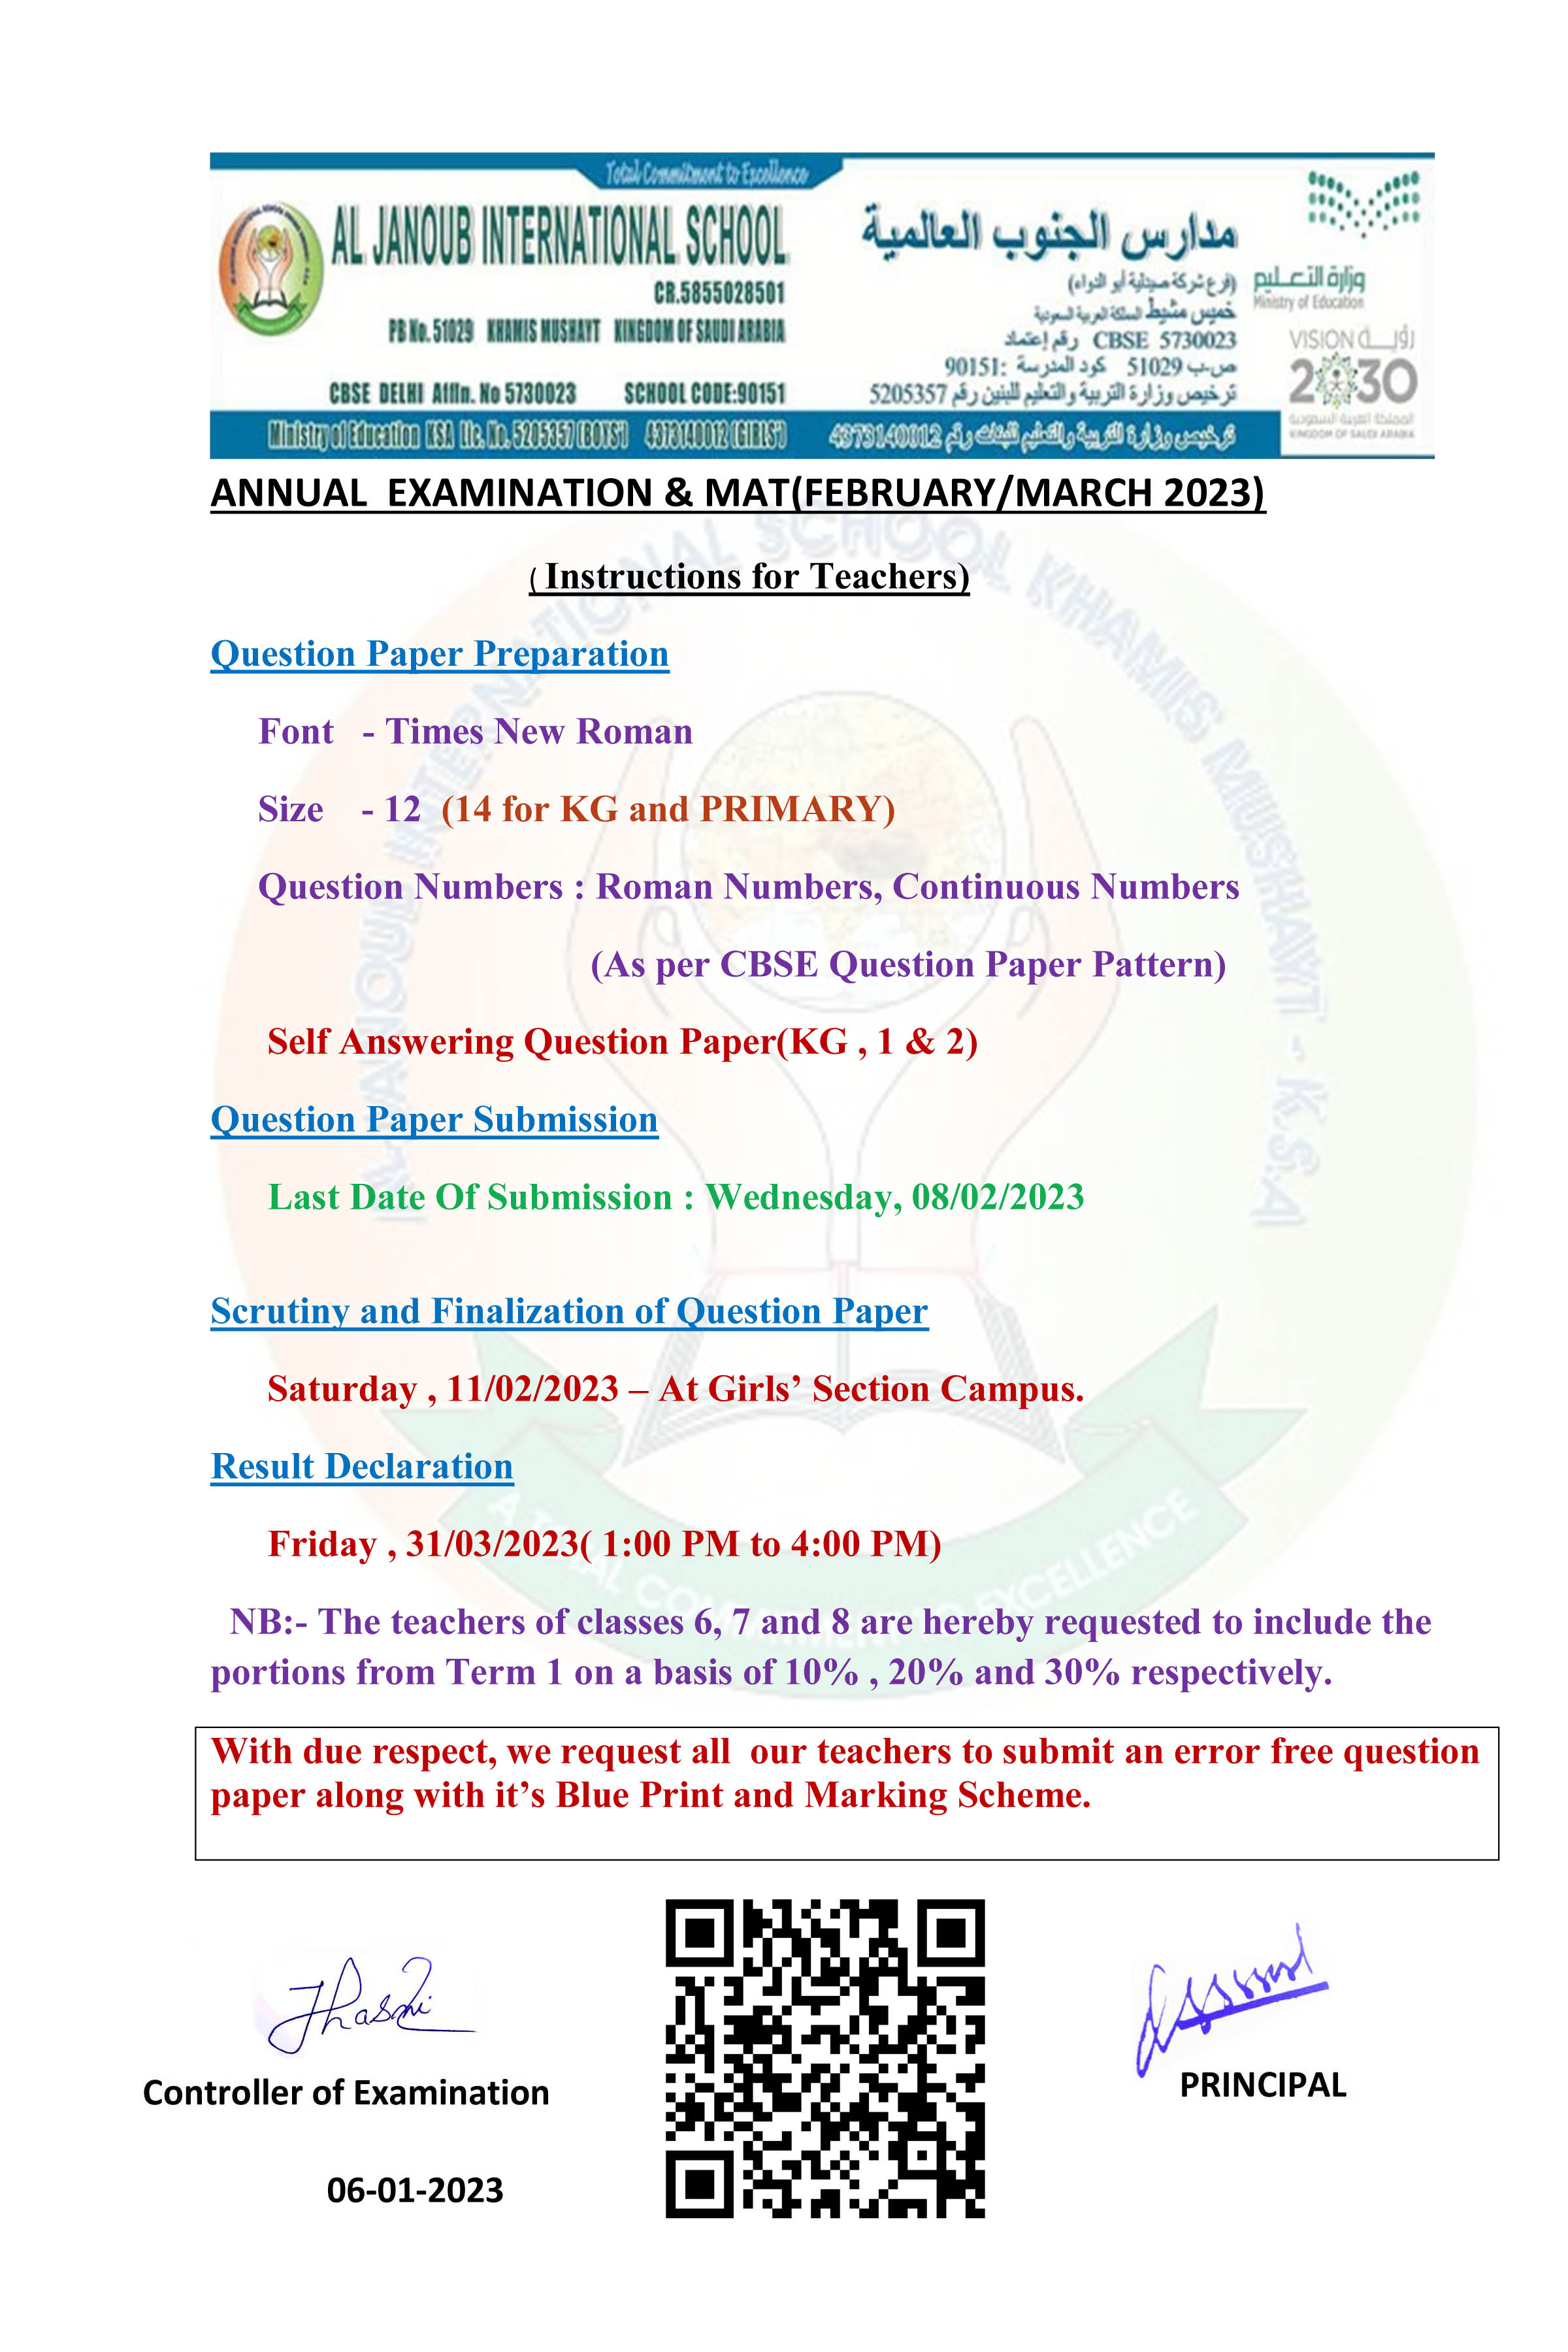 Total Commitment to Excellence
AL JANOUB INTERNATIONAL SCHOOL
CR.5855028501
PB No. 51029 KHAMIS MUSHAYT KINGDOM OF SAUDI ARABIA
CBSE DELHI Affln. No 5730023 SCHOOL CODE:90151
Ministry of Education KSA Lic. No. 5205357 (BOYS') 4373140012 (GIRLS')
مدارس الجنوب العالمية
(فرع شركة صيدلية أبو الدواء)
خميس مشيط المملكة العربية السعودية
رقم إعتماد CBSE 5730023
ص-ب 51029 كود المدرسة :90151
ترخيص وزارة التربية والتعليم للبنين رقم 5205357
ترخيص وزارة التربية والتعليم للبنات رقم 4373140012
وزارة التعليم
Ministry of Education
VISION رؤيــة
2030
المملكة العربية السعودية
KINGDOM OF SAUDI ARABIA
ANNUAL EXAMINATION & MAT(FEBRUARY/MARCH 2023)
( Instructions for Teachers)
Question Paper Preparation
Font - Times New Roman
Size - 12 (14 for KG and PRIMARY)
Question Numbers : Roman Numbers, Continuous Numbers
(As per CBSE Question Paper Pattern)
Self Answering Question Paper(KG , 1 & 2)
Question Paper Submission
Last Date Of Submission : Wednesday, 08/02/2023
Scrutiny and Finalization of Question Paper
Saturday , 11/02/2023 – At Girls’ Section Campus.
Result Declaration
Friday , 31/03/2023( 1:00 PM to 4:00 PM)
NB:- The teachers of classes 6, 7 and 8 are hereby requested to include the
portions from Term 1 on a basis of 10% , 20% and 30% respectively.
With due respect, we request all our teachers to submit an error free question
paper along with it’s Blue Print and Marking Scheme.
Controller of Examination
PRINCIPAL
06-01-2023
AL JANOUB INTERNATIONAL SCHOOL KHAMIS MUSHAYT - K.S.A
A TOTAL COMMITMENT TO EXCELLENCE